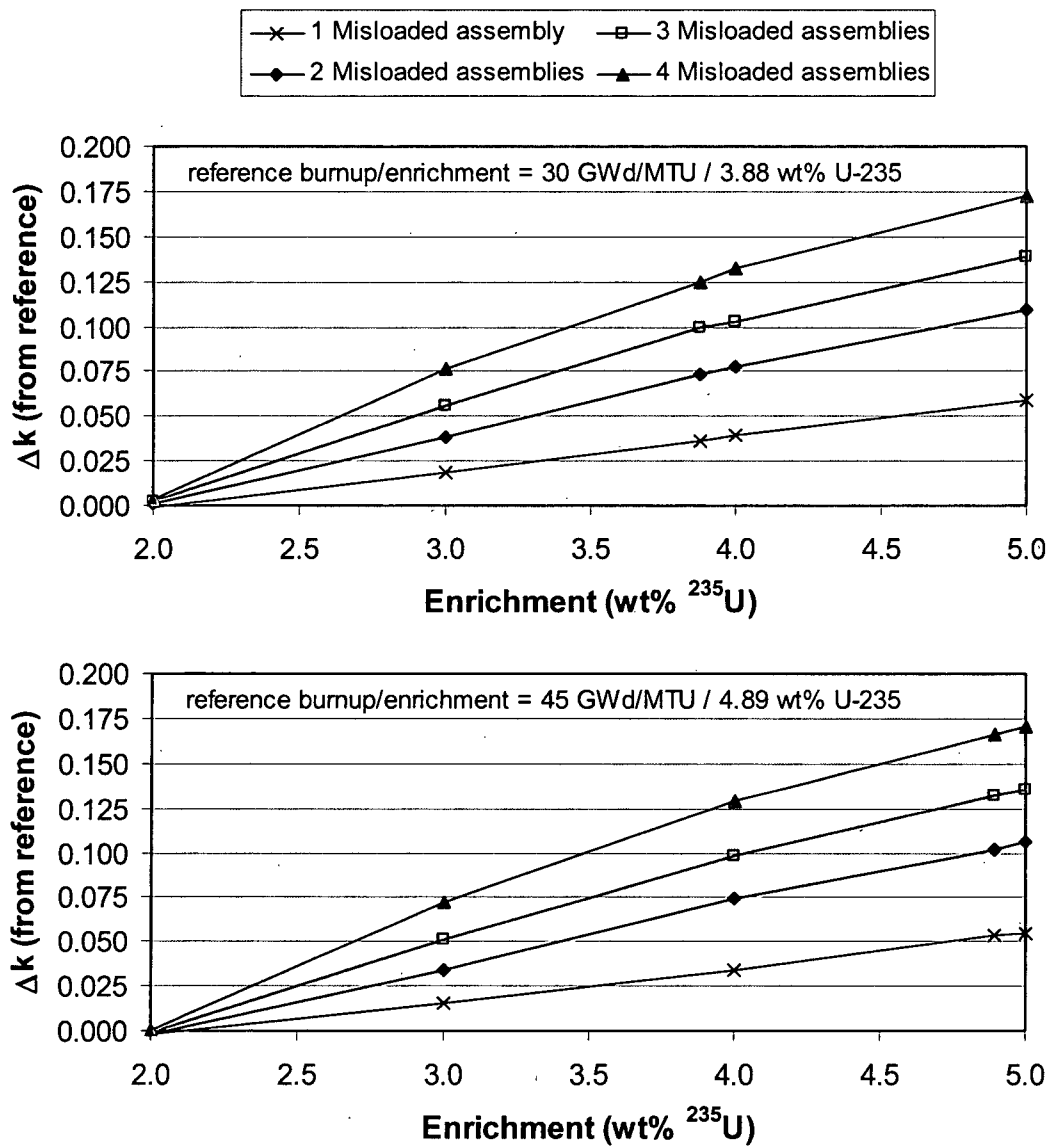 1 Misloaded assembly 3 Misloaded assemblies
2 Misloaded assemblies 4 Misloaded assemblies
reference burnup/enrichment = 30 GWd/MTU / 3.88 wt% U-235
Δk (from reference)
0.200
0.175
0.150
0.125
0.100
0.075
0.050
0.025
0.000
2.0 2.5 3.0 3.5 4.0 4.5 5.0
Enrichment (wt% ²³⁵U)
reference burnup/enrichment = 45 GWd/MTU / 4.89 wt% U-235
Δk (from reference)
0.200
0.175
0.150
0.125
0.100
0.075
0.050
0.025
0.000
2.0 2.5 3.0 3.5 4.0 4.5 5.0
Enrichment (wt% ²³⁵U)